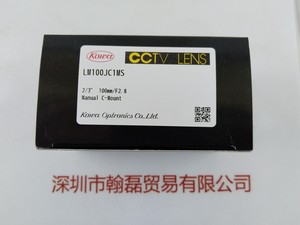 Kowa
CCTV LENS
LM100JC1MS
2/3" 100mm/F2.8
Manual C-Mount
Kowa Optronics Co.,Ltd.
深圳市翰磊贸易有限公司